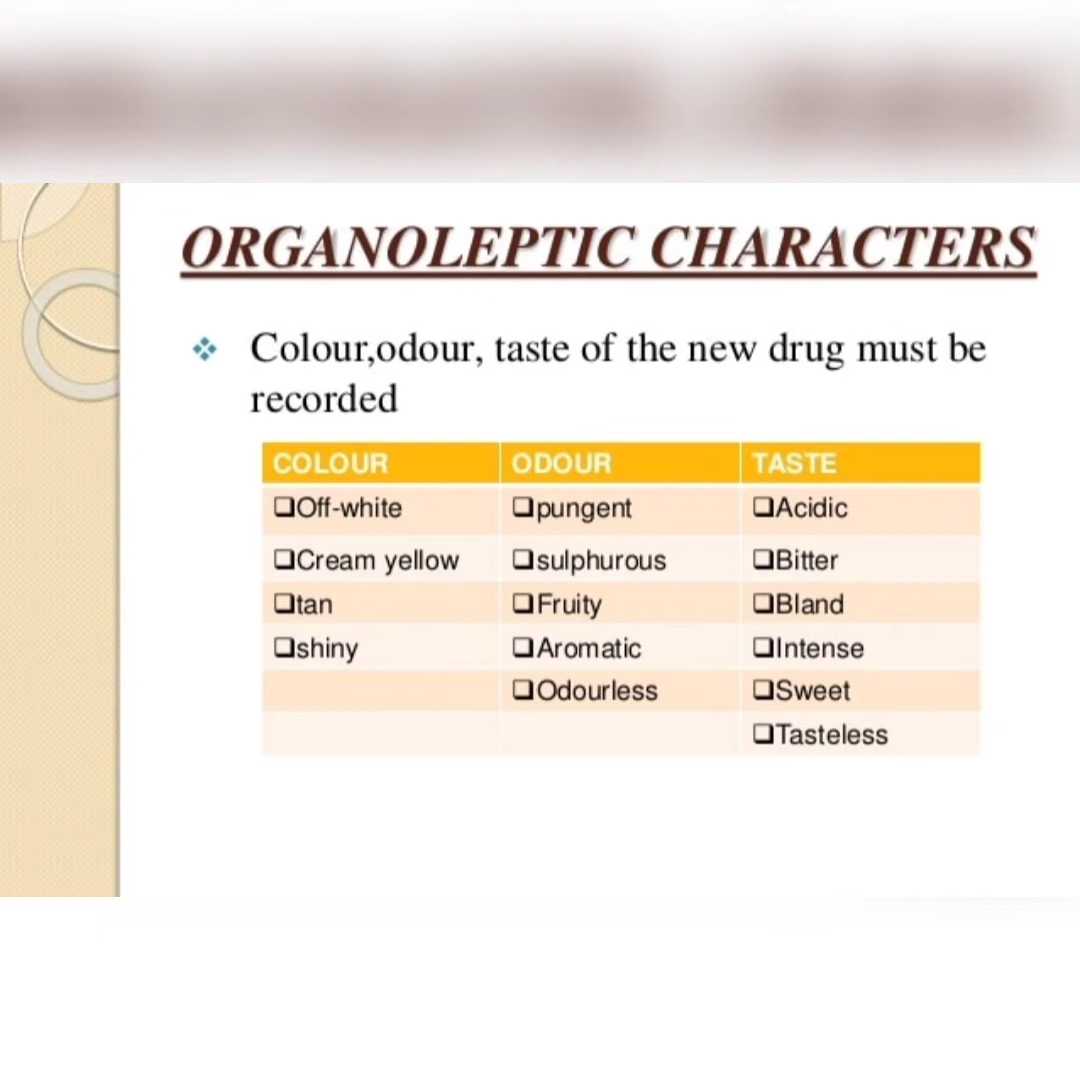 ORGANOLEPTIC CHARACTERS
❖ Colour,odour, taste of the new drug must be
recorded
COLOUR ODOUR TASTE
❑Off-white ❑pungent ❑Acidic
❑Cream yellow ❑sulphurous ❑Bitter
❑tan ❑Fruity ❑Bland
❑shiny ❑Aromatic ❑Intense
❑Odourless ❑Sweet
❑Tasteless